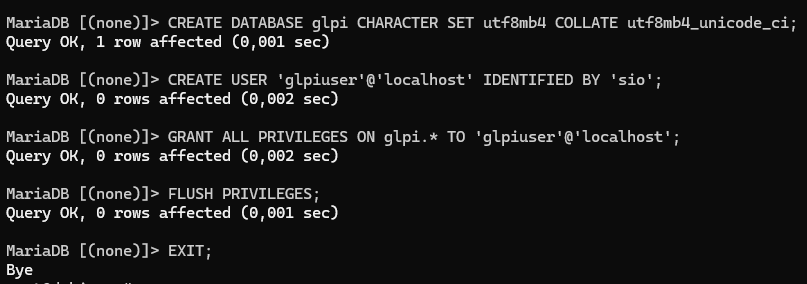 MariaDB [(none)]> CREATE DATABASE glpi CHARACTER SET utf8mb4 COLLATE utf8mb4_unicode_ci;
Query OK, 1 row affected (0,001 sec)
MariaDB [(none)]> CREATE USER 'glpiuser'@'localhost' IDENTIFIED BY 'sio';
Query OK, 0 rows affected (0,002 sec)
MariaDB [(none)]> GRANT ALL PRIVILEGES ON glpi.* TO 'glpiuser'@'localhost';
Query OK, 0 rows affected (0,002 sec)
MariaDB [(none)]> FLUSH PRIVILEGES;
Query OK, 0 rows affected (0,001 sec)
MariaDB [(none)]> EXIT;
Bye